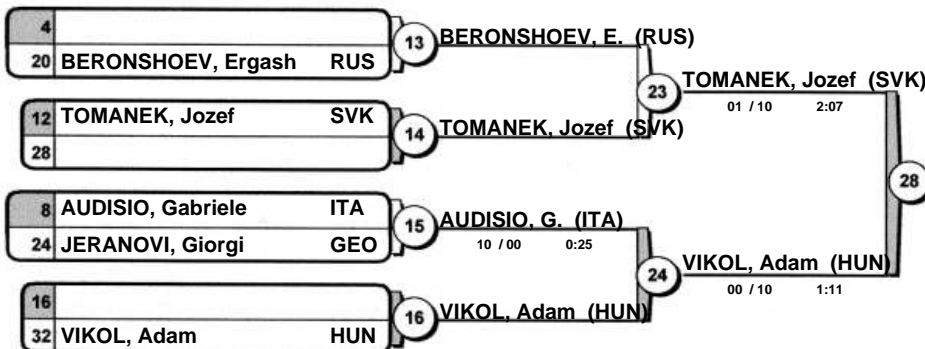 4
20 BERONSHOEV, Ergash RUS
13
BERONSHOEV, E. (RUS)
12 TOMANEK, Jozef SVK
28
14
TOMANEK, Jozef (SVK)
23
TOMANEK, Jozef (SVK)
01 / 10 2:07
8 AUDISIO, Gabriele ITA
24 JERANOVI, Giorgi GEO
15
AUDISIO, G. (ITA)
10 / 00 0:25
16
32 VIKOL, Adam HUN
16
VIKOL, Adam (HUN)
24
VIKOL, Adam (HUN)
00 / 10 1:11
28